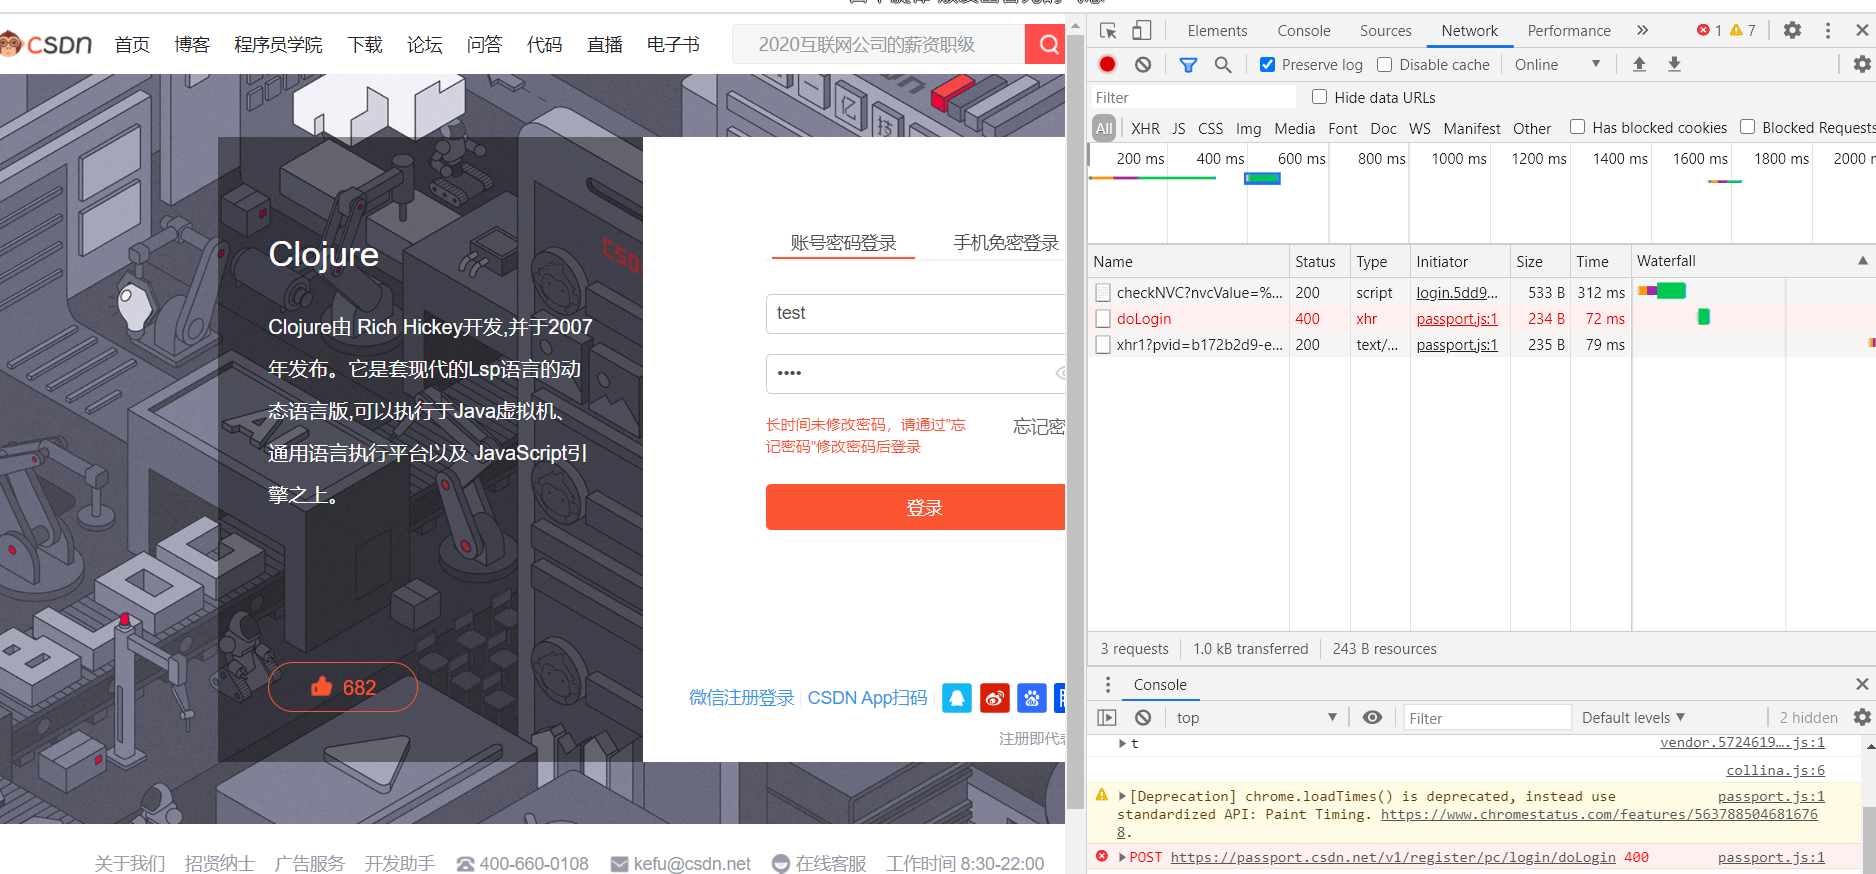 CSDN 首页 博客 程序员学院 下载 论坛 问答 代码 直播 电子书 2020互联网公司的薪资职级
Clojure
Clojure由 Rich Hickey开发,并于2007
年发布。它是套现代的Lsp语言的动
态语言版,可以执行于Java虚拟机、
通用语言执行平台以及 JavaScript引
擎之上。
682
账号密码登录 手机免密登录
test
••••
长时间未修改密码，请通过"忘
记密码"修改密码后登录
忘记密
登录
微信注册登录 CSDN App扫码
注册即代表
关于我们 招贤纳士 广告服务 开发助手 400-660-0108 kefu@csdn.net 在线客服 工作时间 8:30-22:00
Elements Console Sources Network Performance » 1 7
Preserve log Disable cache Online
Filter Hide data URLs
All XHR JS CSS Img Media Font Doc WS Manifest Other Has blocked cookies Blocked Requests
200 ms 400 ms 600 ms 800 ms 1000 ms 1200 ms 1400 ms 1600 ms 1800 ms 2000 m
Name Status Type Initiator Size Time Waterfall
checkNVC?nvcValue=%... 200 script login.5dd9... 533 B 312 ms
doLogin 400 xhr passport.js:1 234 B 72 ms
xhr1?pvid=b172b2d9-e... 200 text/... passport.js:1 235 B 79 ms
3 requests 1.0 kB transferred 243 B resources
Console
top Filter Default levels 2 hidden
t vendor.5724619….js:1
collina.js:6
[Deprecation] chrome.loadTimes() is deprecated, instead use passport.js:1
standardized API: Paint Timing. https://www.chromestatus.com/features/563788504681676
8.
POST https://passport.csdn.net/v1/register/pc/login/doLogin 400 passport.js:1